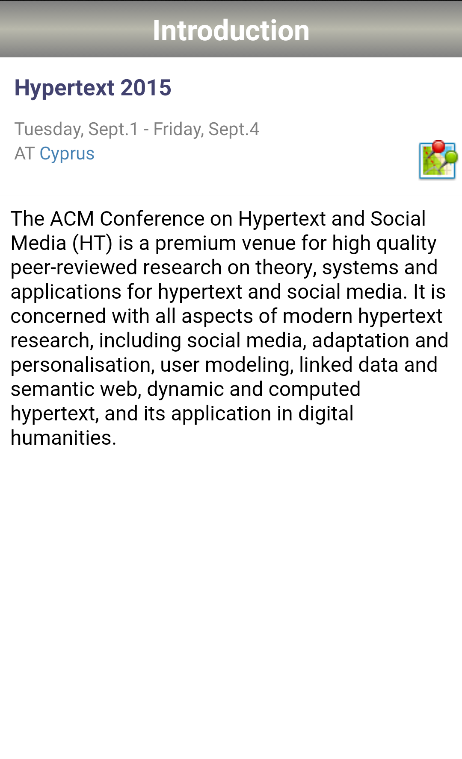 Introduction
Hypertext 2015
Tuesday, Sept.1 - Friday, Sept.4
AT Cyprus
The ACM Conference on Hypertext and Social
Media (HT) is a premium venue for high quality
peer-reviewed research on theory, systems and
applications for hypertext and social media. It is
concerned with all aspects of modern hypertext
research, including social media, adaptation and
personalisation, user modeling, linked data and
semantic web, dynamic and computed
hypertext, and its application in digital
humanities.